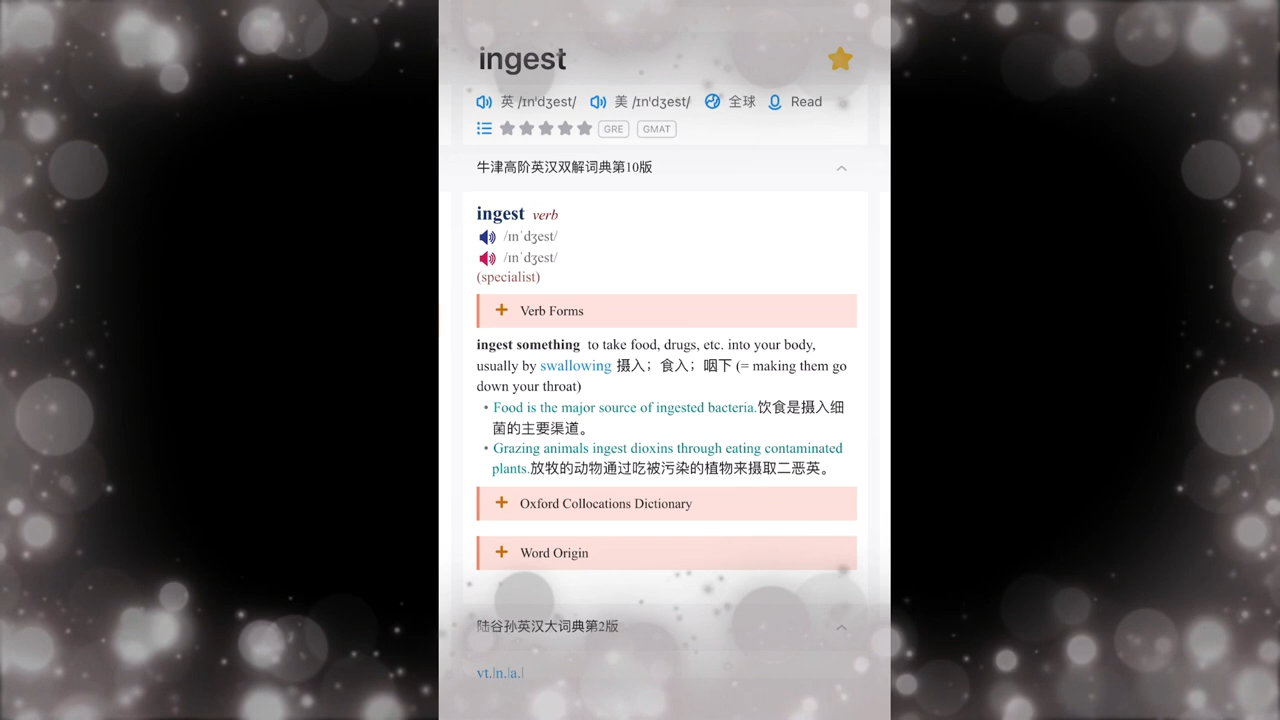 ingest
英 /ɪn'dʒest/ 美 /ɪn'dʒest/ 全球 Read
GRE GMAT
牛津高阶英汉双解词典第10版
ingest verb
/ɪnˈdʒest/
/ɪnˈdʒest/
(specialist)
+ Verb Forms
ingest something to take food, drugs, etc. into your body,
usually by swallowing 摄入；食入；咽下 (= making them go
down your throat)
• Food is the major source of ingested bacteria.饮食是摄入细
菌的主要渠道。
• Grazing animals ingest dioxins through eating contaminated
plants.放牧的动物通过吃被污染的植物来摄取二恶英。
+ Oxford Collocations Dictionary
+ Word Origin
陆谷孙英汉大词典第2版
vt.|n.|a.|